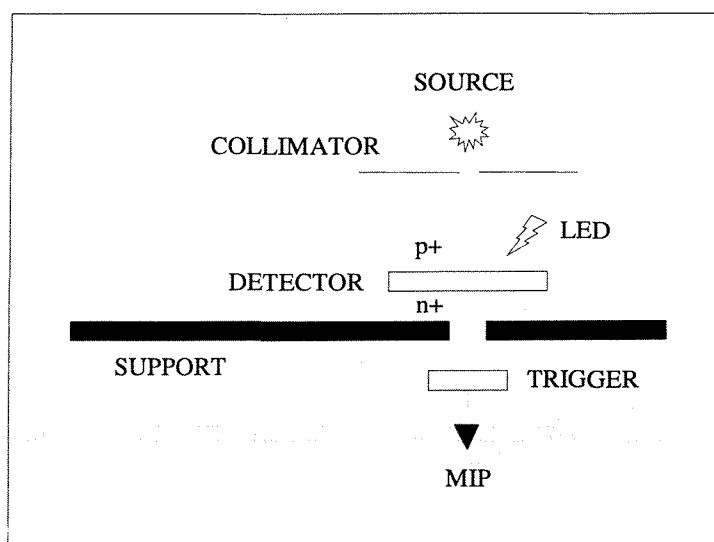 SOURCE
COLLIMATOR
LED
p+
DETECTOR
n+
SUPPORT
TRIGGER
MIP